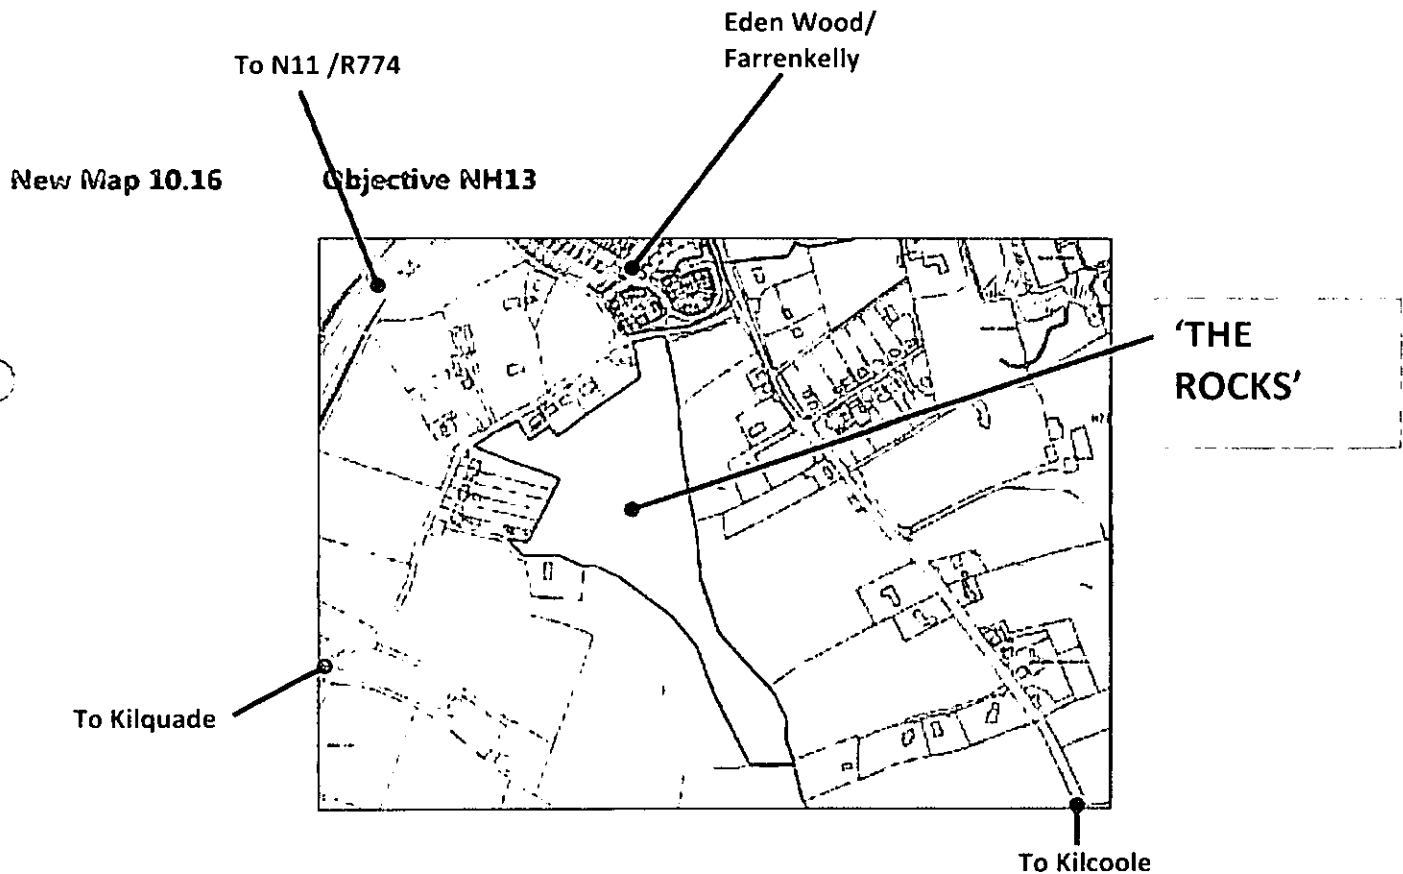 Eden Wood/
Farrenkelly
To N11 /R774
New Map 10.16 Objective NH13
'THE
ROCKS'
To Kilquade
To Kilcoole